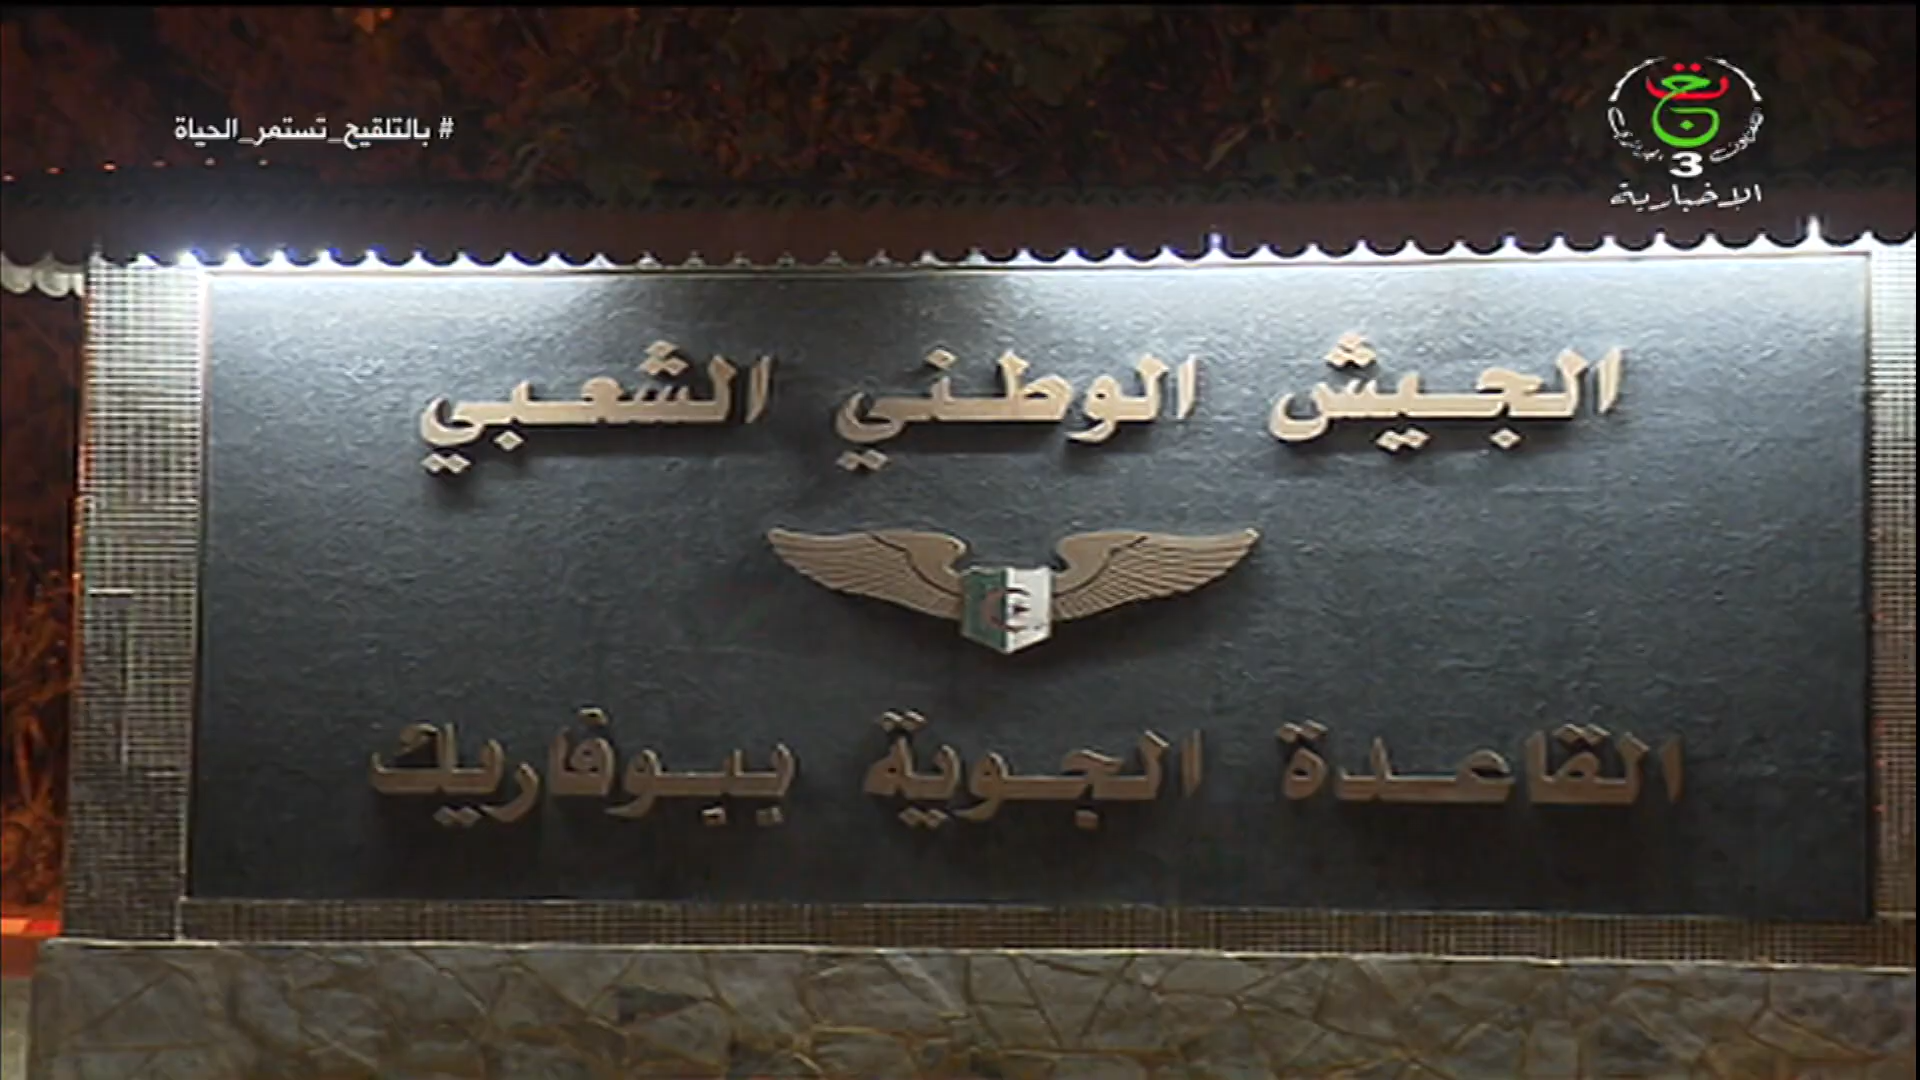 # بالتلقيح_تستمر_الحياة
3
الإخبارية
الجيش الوطني الشعبي
القاعدة الجوية ببوفاريك